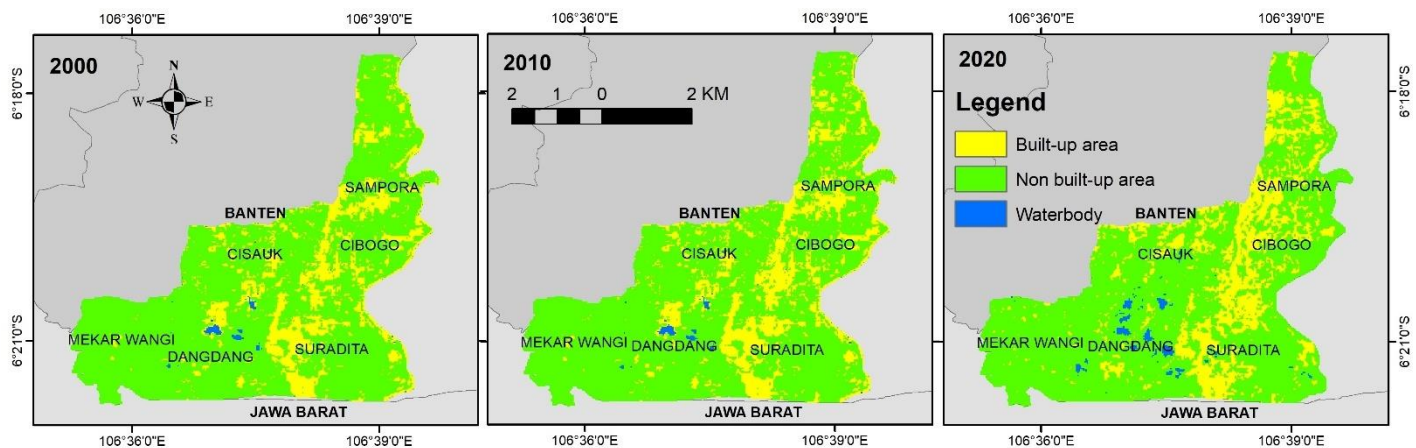 106°36'0"E
106°39'0"E
106°36'0"E
106°39'0"E
106°36'0"E
106°39'0"E
6°18'0"S
6°21'0"S
2000
N
W
E
S
SAMPORA
BANTEN
CISAUK
CIBOGO
MEKAR WANGI
DANGDANG
SURADITA
JAWA BARAT
2010
2 1 0 2 KM
SAMPORA
BANTEN
CISAUK
CIBOGO
MEKAR WANGI
DANGDANG
SURADITA
JAWA BARAT
2020
Legend
Built-up area
Non built-up area
Waterbody
SAMPORA
BANTEN
CISAUK
CIBOGO
MEKAR WANGI
DANGDANG
SURADITA
JAWA BARAT
6°18'0"S
6°21'0"S
106°36'0"E
106°39'0"E
106°36'0"E
106°39'0"E
106°36'0"E
106°39'0"E